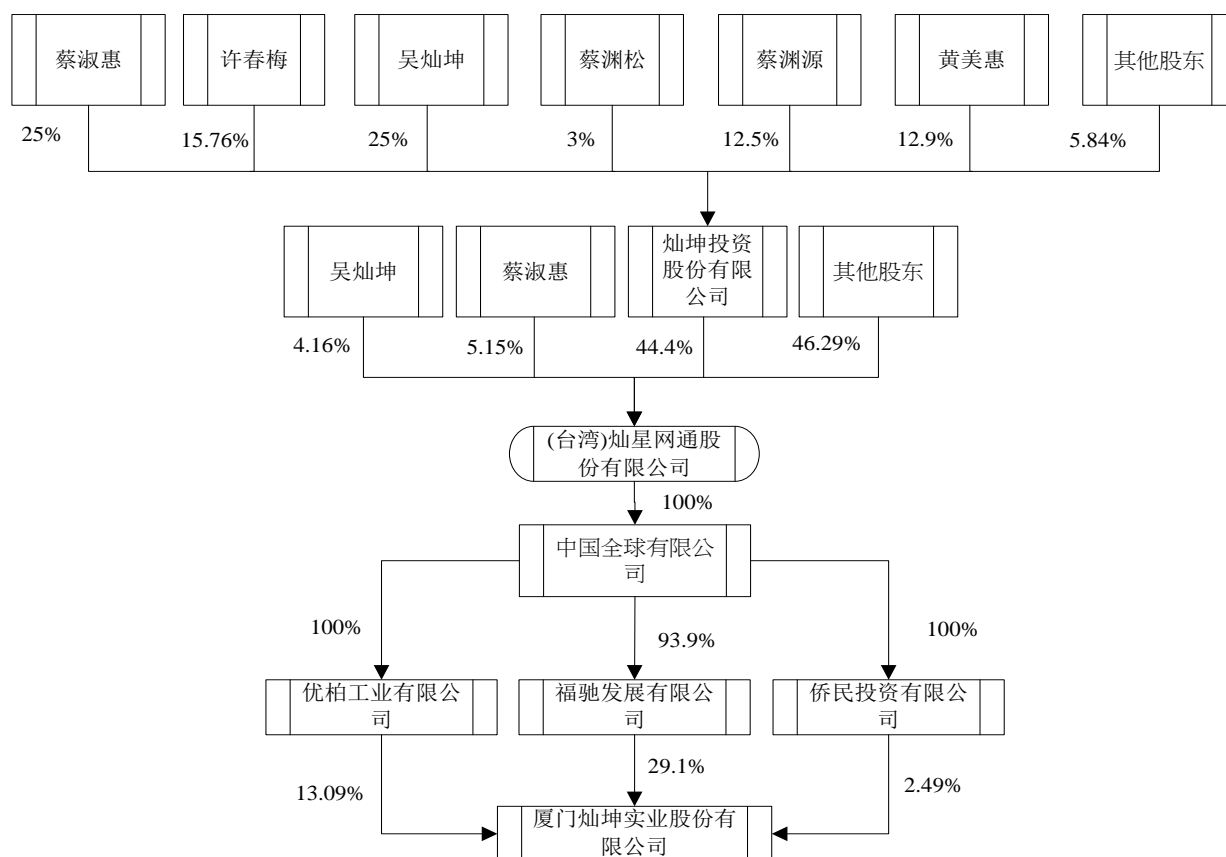 蔡淑惠
许春梅
吴灿坤
蔡渊松
蔡渊源
黄美惠
其他股东
25%
15.76%
25%
3%
12.5%
12.9%
5.84%
吴灿坤
蔡淑惠
灿坤投资
股份有限
公司
其他股东
4.16%
5.15%
44.4%
46.29%
(台湾)灿星网通股
份有限公司
100%
中国全球有限公
司
100%
93.9%
100%
优柏工业有限公
司
福驰发展有限公
司
侨民投资有限公
司
13.09%
29.1%
2.49%
厦门灿坤实业股份有
限公司